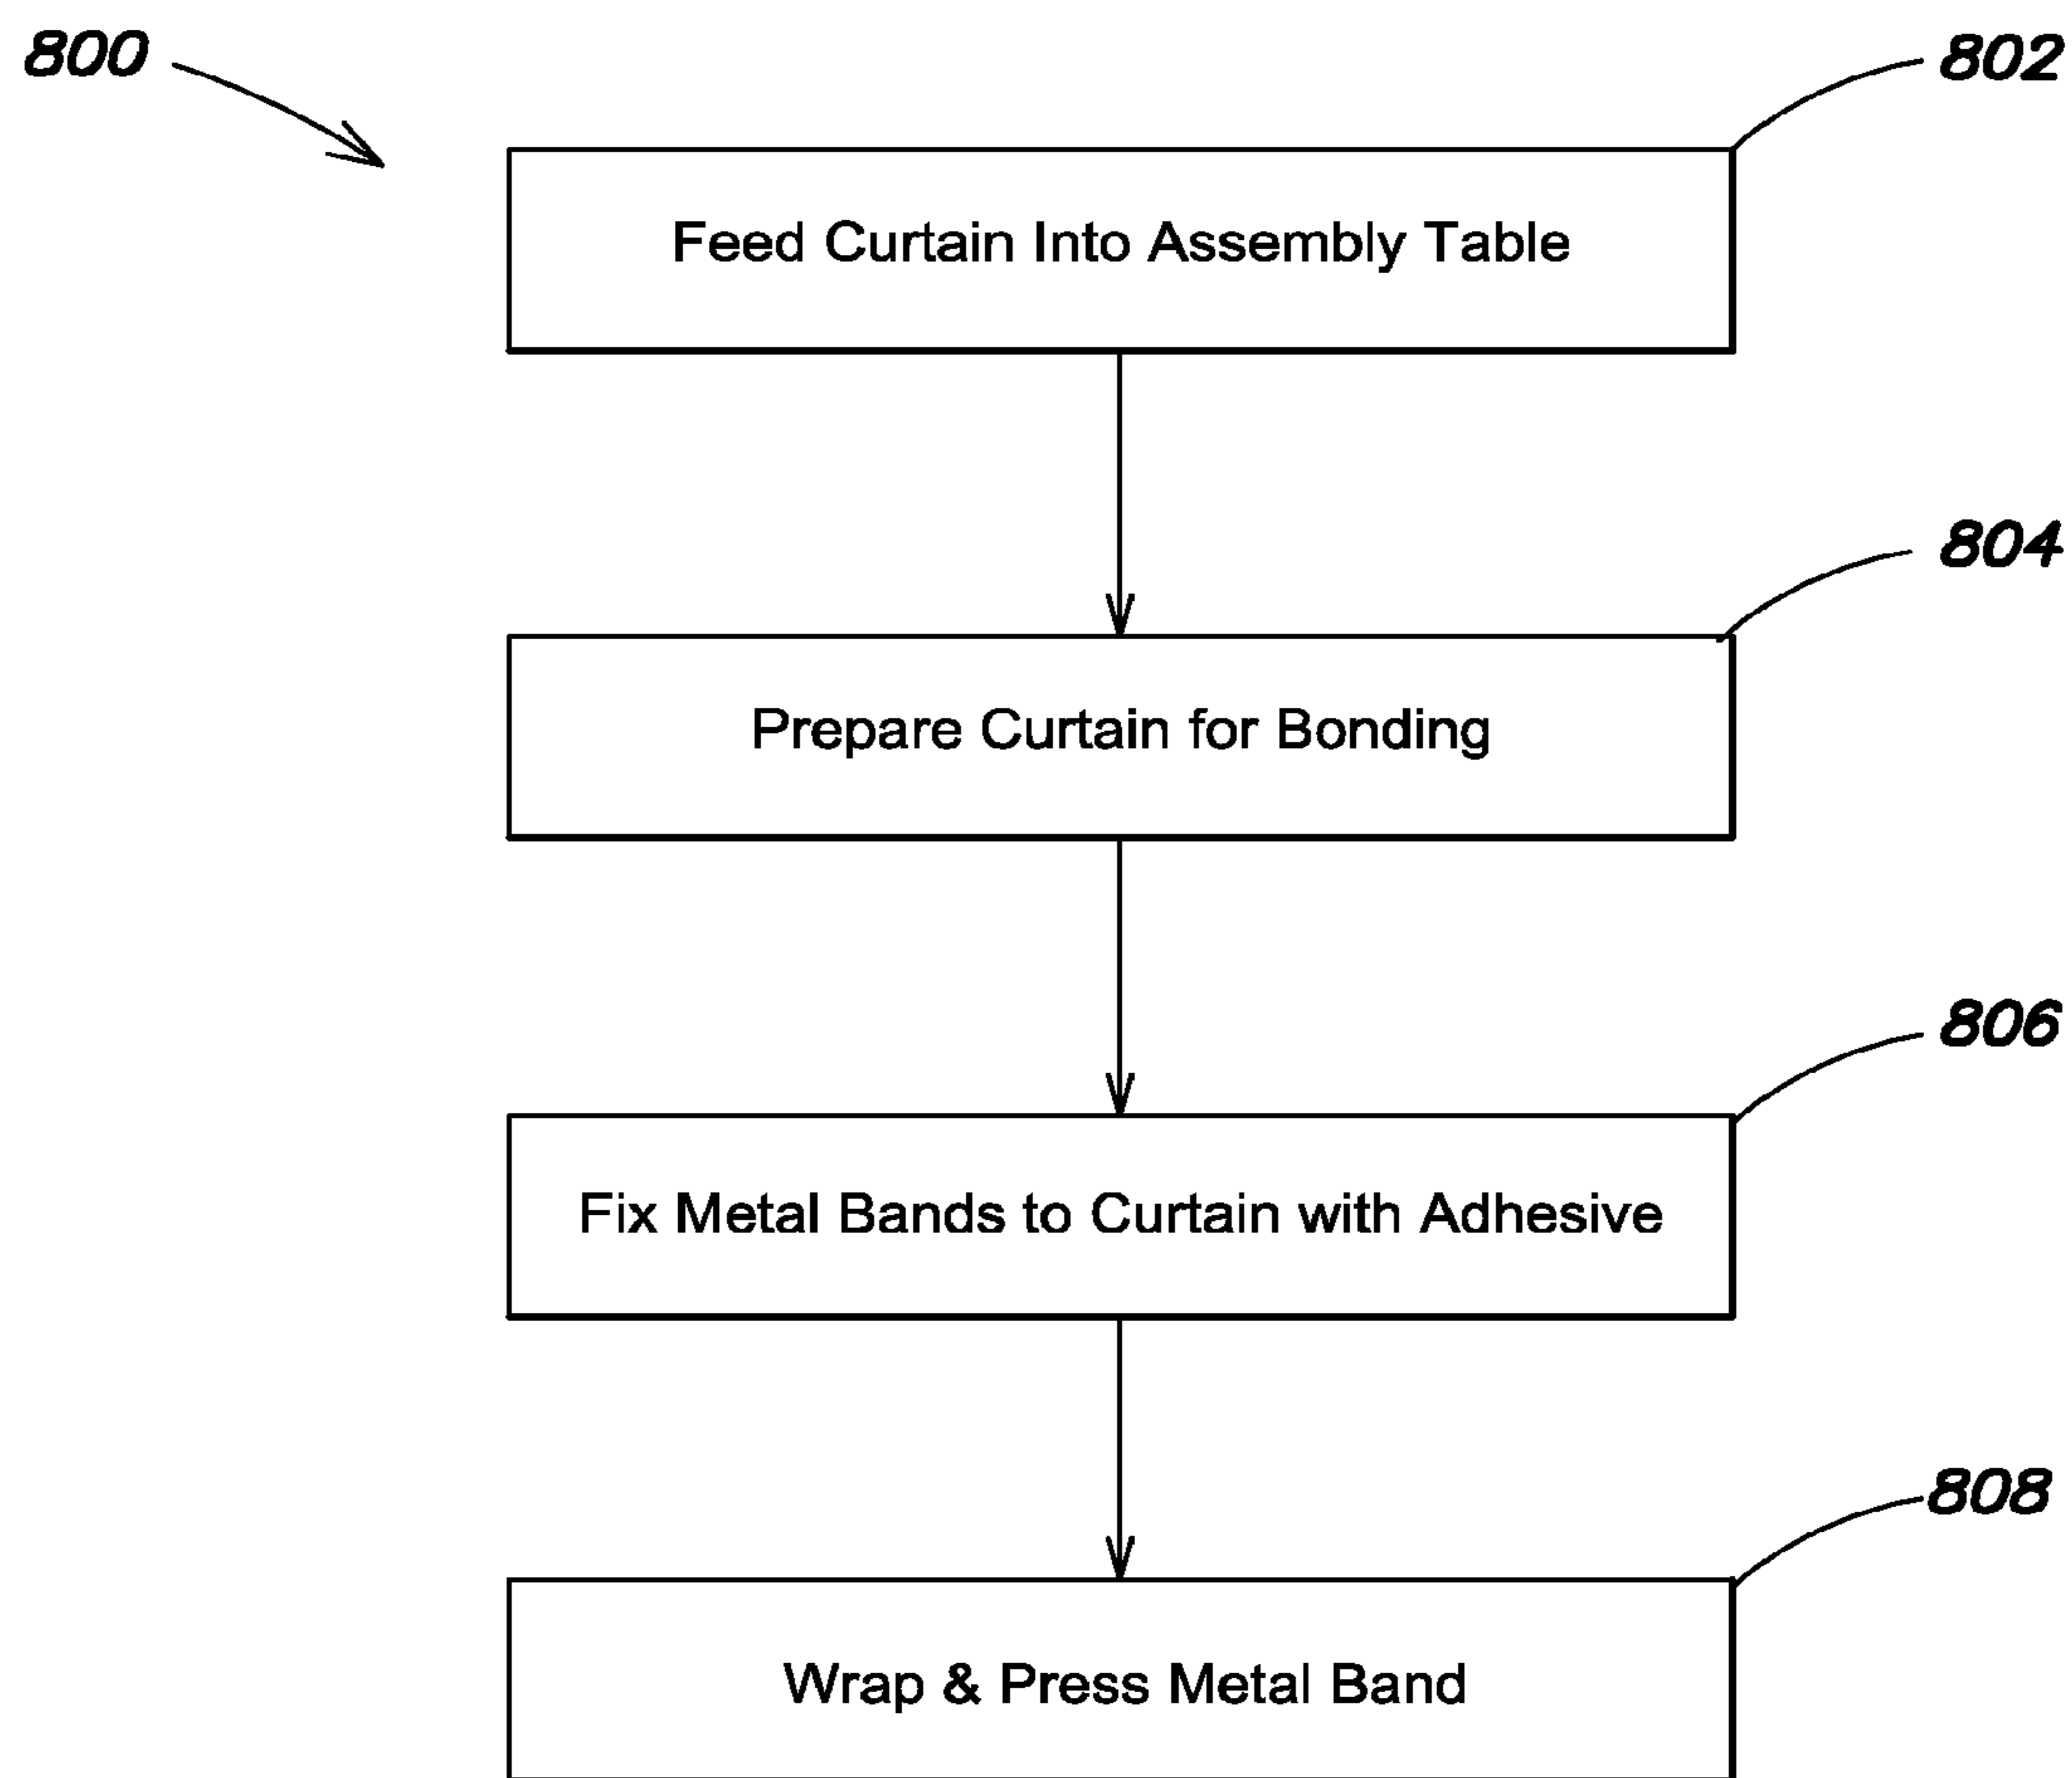 800
802
Feed Curtain Into Assembly Table
804
Prepare Curtain for Bonding
806
Fix Metal Bands to Curtain with Adhesive
808
Wrap & Press Metal Band